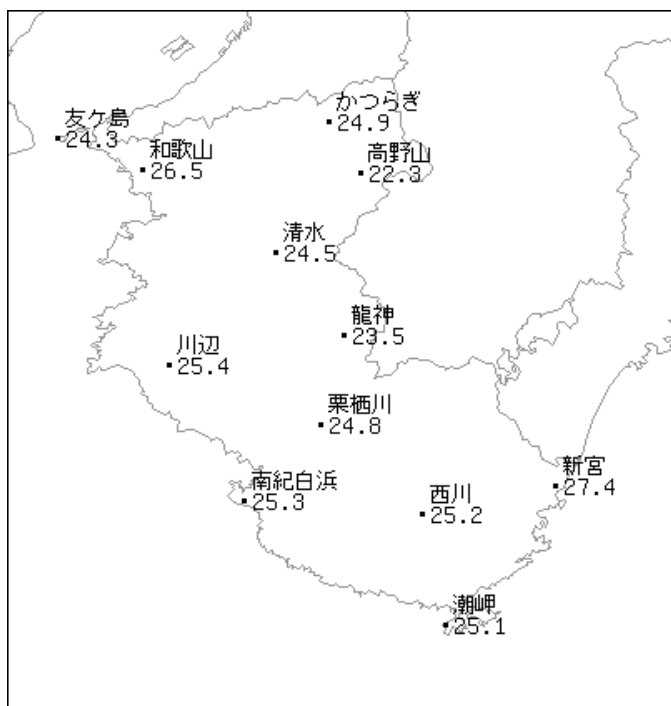 かつらぎ
24.9
友ケ島
24.3
和歌山
26.5
高野山
22.3
清水
24.5
龍神
23.5
川辺
25.4
栗栖川
24.8
南紀白浜
25.3
西川
25.2
新宮
27.4
潮岬
25.1